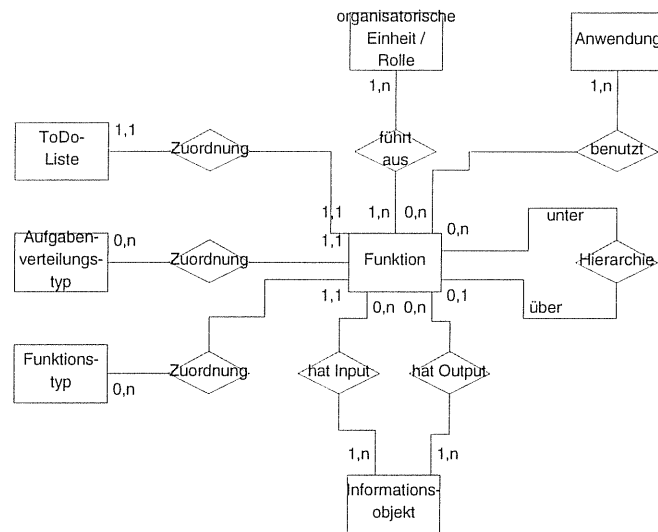 organisatorische
Einheit /
Rolle
Anwendung
1,n
1,n
ToDo-
Liste
1,1
Zuordnung
führt
aus
benutzt
1,1
1,n
0,n
0,n
unter
Aufgaben-
verteilungs-
typ
0,n
Zuordnung
1,1
Funktion
Hierarchie
1,1
0,n
0,n
0,1
über
Funktions-
typ
0,n
Zuordnung
hat Input
hat Output
1,n
1,n
Informations-
objekt